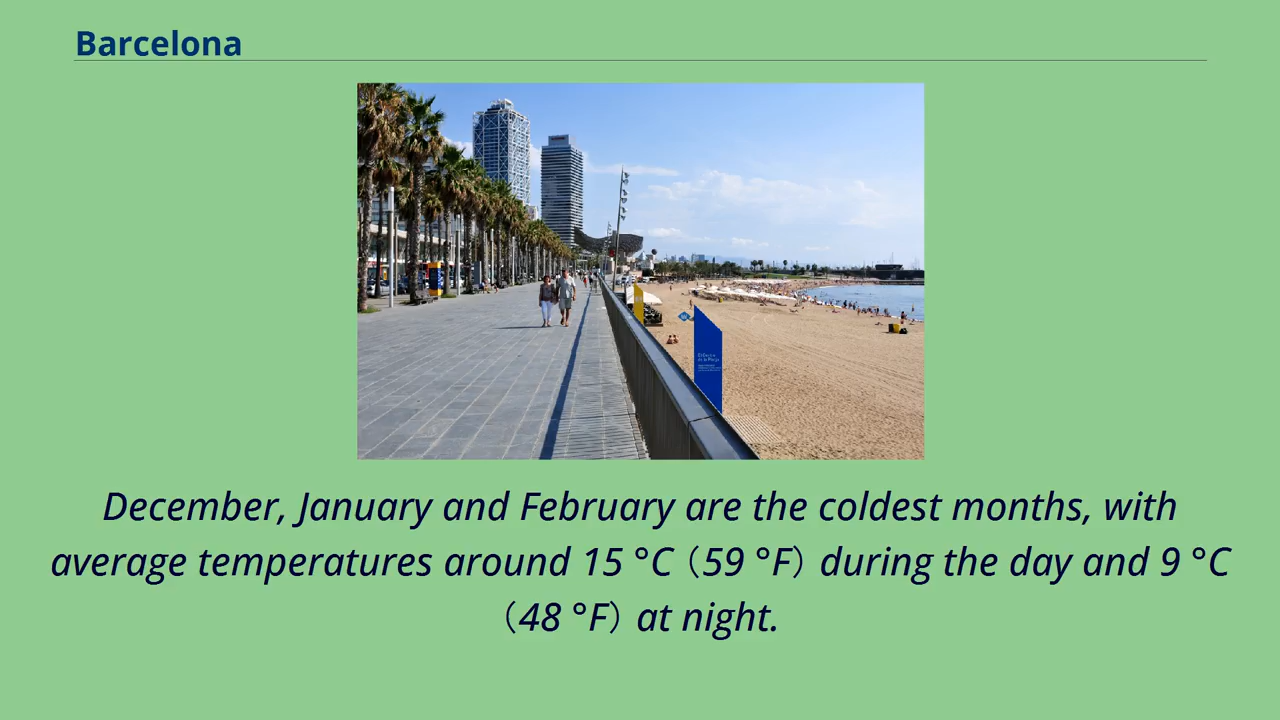 Barcelona
December, January and February are the coldest months, with
average temperatures around 15 °C（59 °F）during the day and 9 °C
（48 °F）at night.